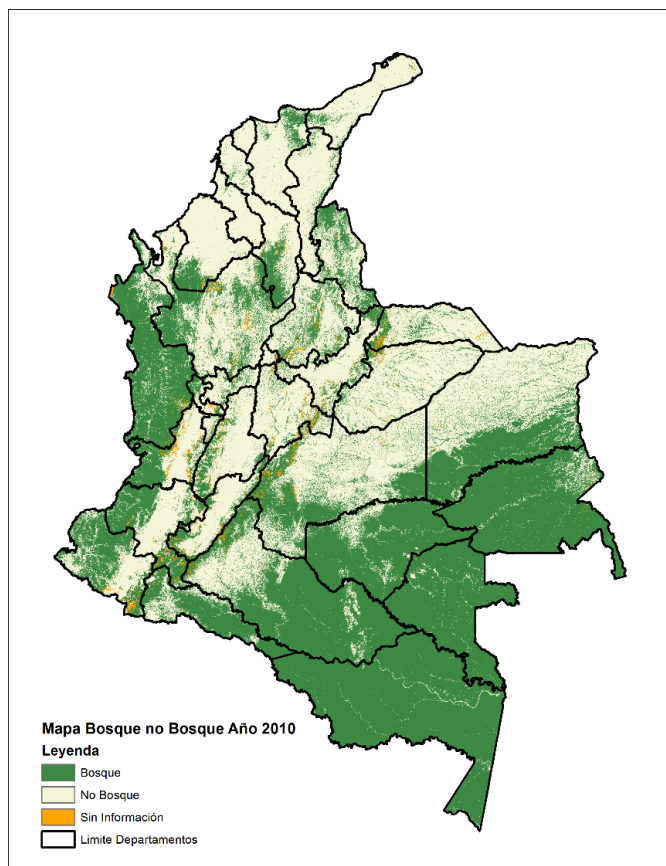 Mapa Bosque no Bosque Año 2010
Leyenda
Bosque
No Bosque
Sin Información
Limite Departamentos